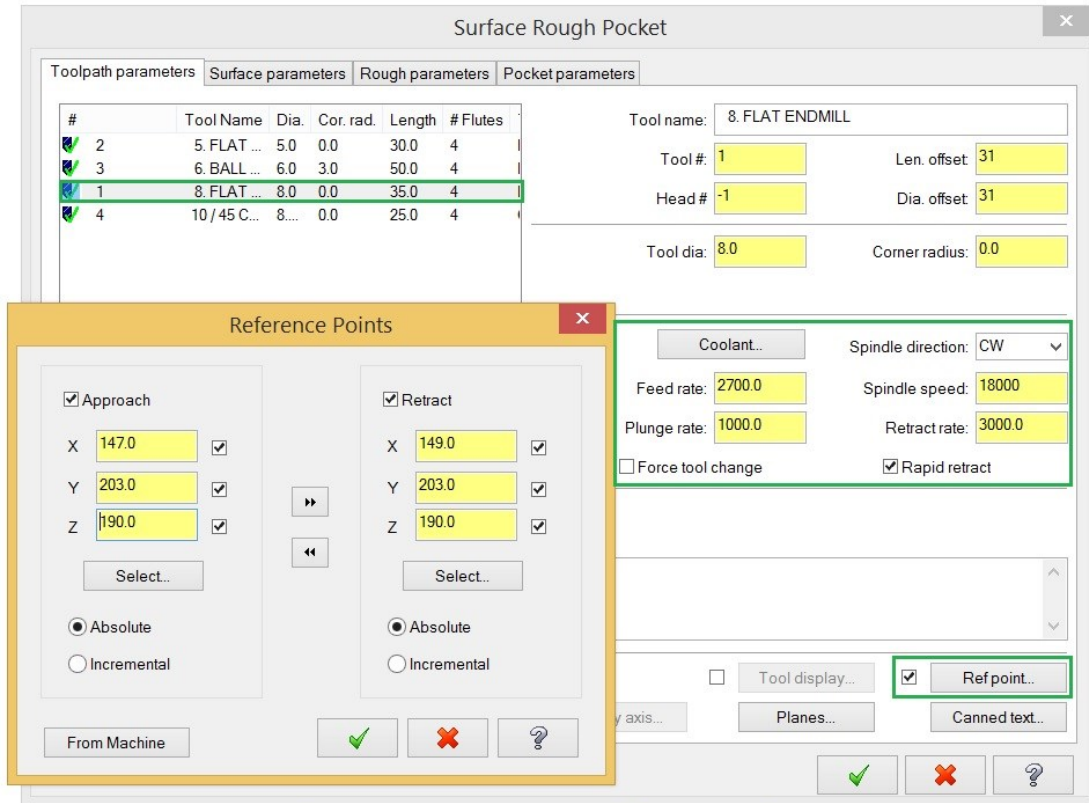 Surface Rough Pocket
Toolpath parameters Surface parameters Rough parameters Pocket parameters
# Tool Name Dia. Cor. rad. Length # Flutes
2 5. FLAT ... 5.0 0.0 30.0 4
3 6. BALL ... 6.0 3.0 50.0 4
1 8. FLAT ... 8.0 0.0 35.0 4
4 10 / 45 C... 8.... 0.0 25.0 4
Tool name: 8. FLAT ENDMILL
Tool #: 1 Len. offset: 31
Head # -1 Dia. offset: 31
Tool dia: 8.0 Corner radius: 0.0
Coolant... Spindle direction: CW
Feed rate: 2700.0 Spindle speed: 18000
Plunge rate: 1000.0 Retract rate: 3000.0
Force tool change Rapid retract
Tool display... Ref point...
y axis... Planes... Canned text...
Reference Points
Approach Retract
X 147.0 X 149.0
Y 203.0 Y 203.0
Z 190.0 Z 190.0
Select... Select...
Absolute Absolute
Incremental Incremental
From Machine